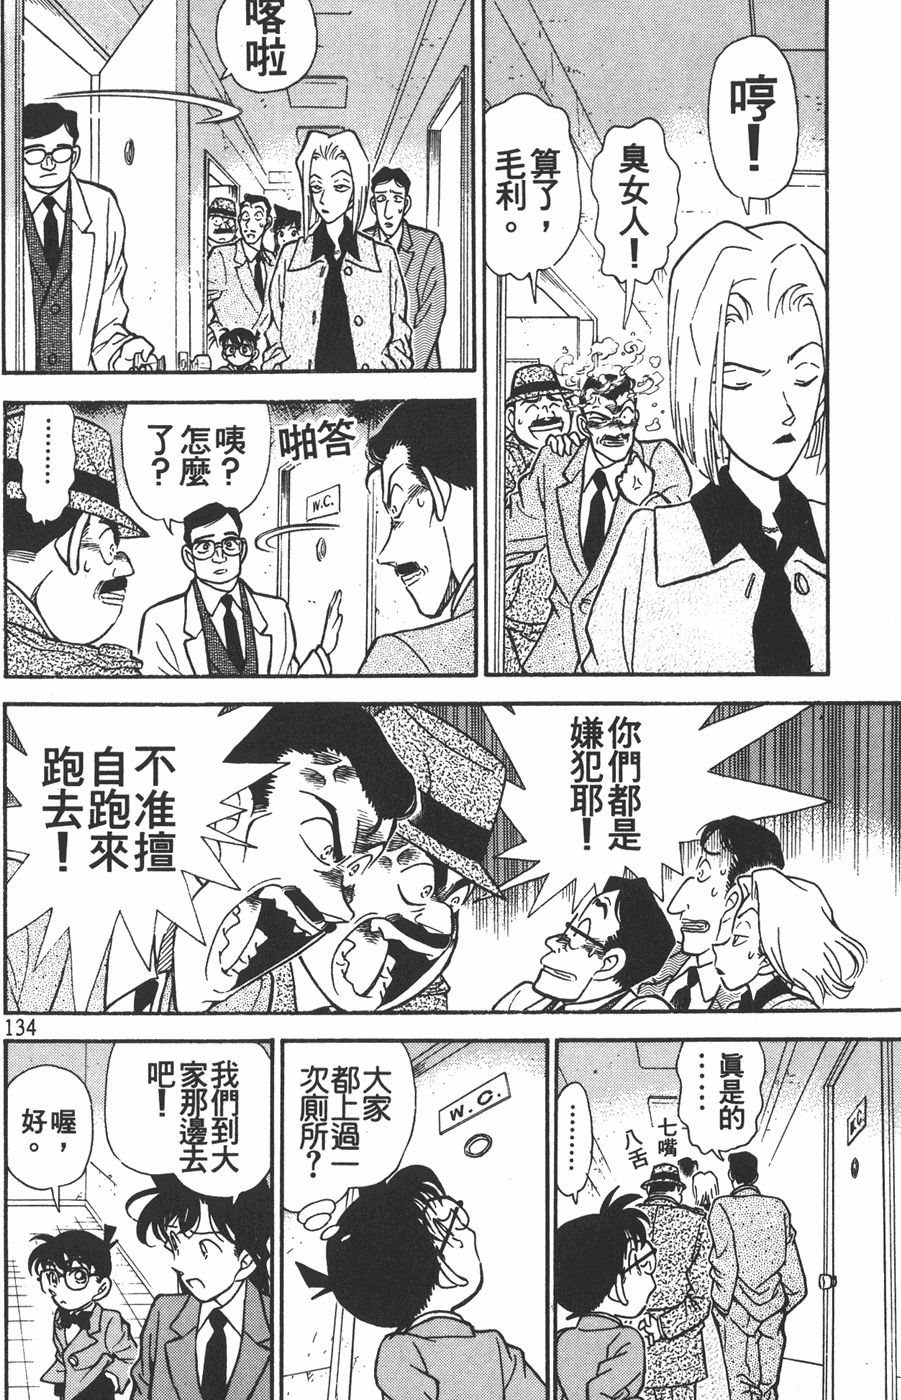 哼！
臭女人！
算了，
毛利。
喀
啦
啪答
咦？
怎麼
了？
………
W.C.
你們都是
嫌犯耶！
不准擅
自跑來
跑去！
134
真是的
……
七嘴
八舌
………
W.C.
大家
都上過一
次廁所？
W.C.
我們到大
家那邊去
吧！
喔，
好。